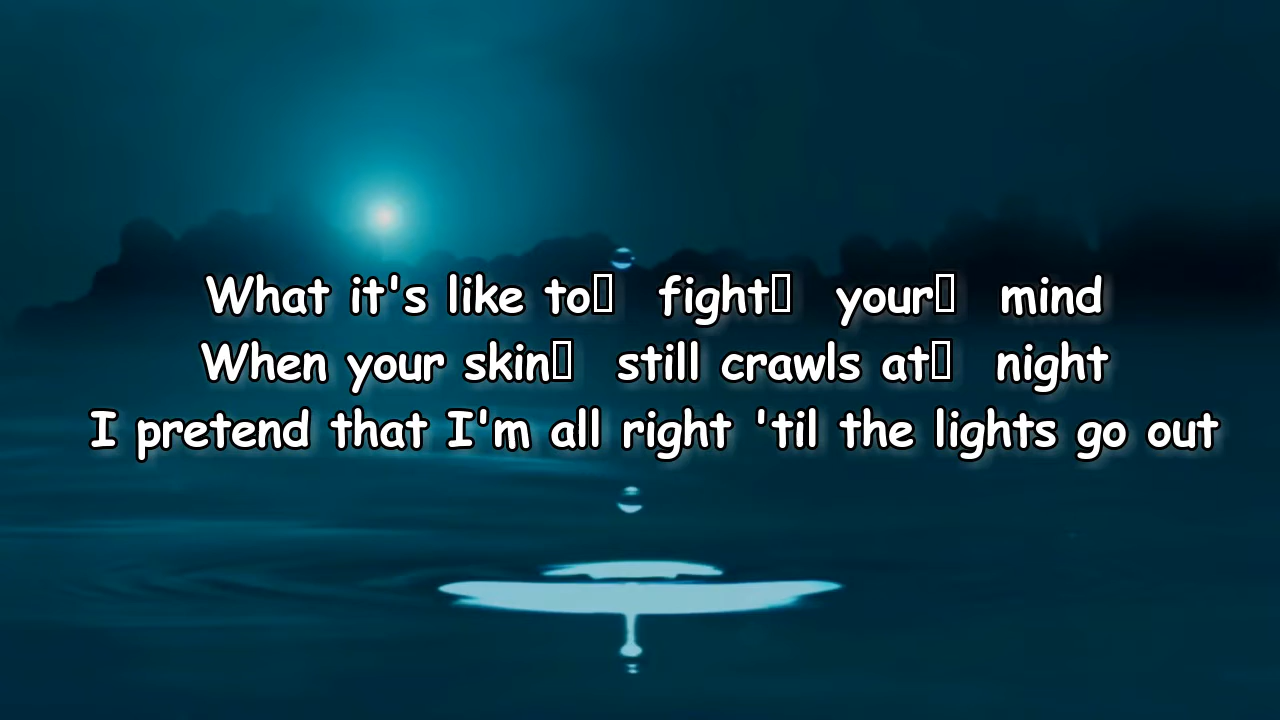 What it's like to▯ fight▯ your▯ mind
When your skin▯ still crawls at▯ night
I pretend that I'm all right 'til the lights go out